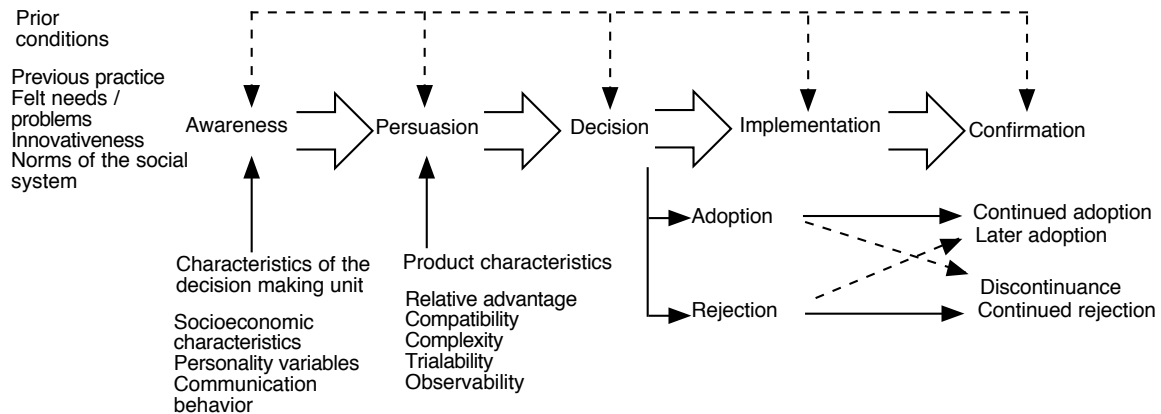 Prior
conditions
Previous practice
Felt needs /
problems
Innovativeness
Norms of the social
system
Awareness
Persuasion
Decision
Implementation
Confirmation
Characteristics of the
decision making unit
Socioeconomic
characteristics
Personality variables
Communication
behavior
Product characteristics
Relative advantage
Compatibility
Complexity
Trialability
Observability
Adoption
Rejection
Continued adoption
Later adoption
Discontinuance
Continued rejection